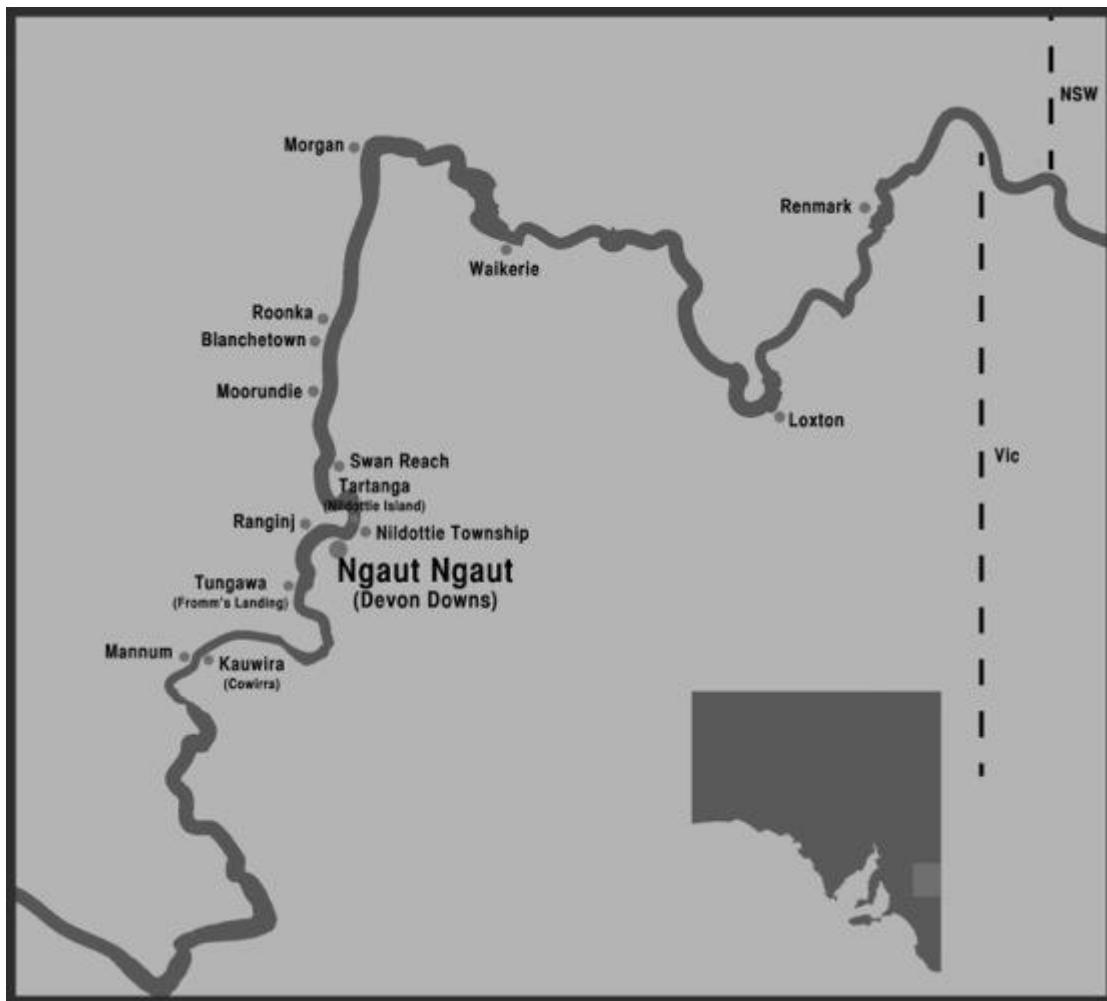 NSW
Morgan
Renmark
Waikerie
Roonka
Blanchetown
Moorundie
Loxton
Vic
Swan Reach
Tartanga
(Nildottie Island)
Ranginj
Nildottie Township
Ngaut Ngaut
(Devon Downs)
Tungawa
(Fromm's Landing)
Mannum
Kauwira
(Cowirra)